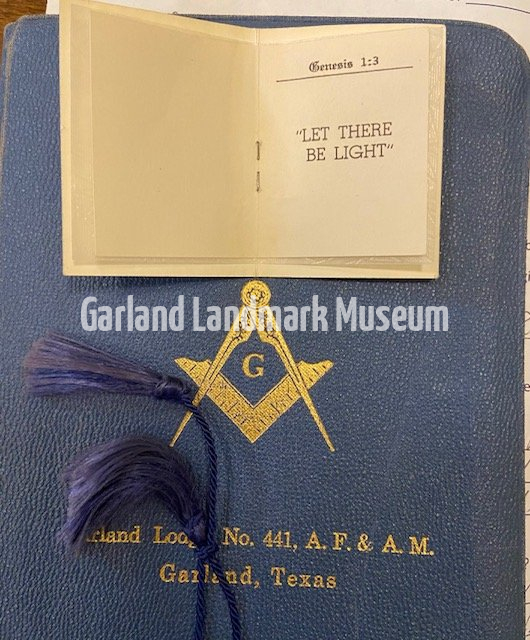 Genesis 1:3
"LET THERE
BE LIGHT"
Garland Landmark Museum
G
No. 441, A. F. & A. M.
Garland, Texas